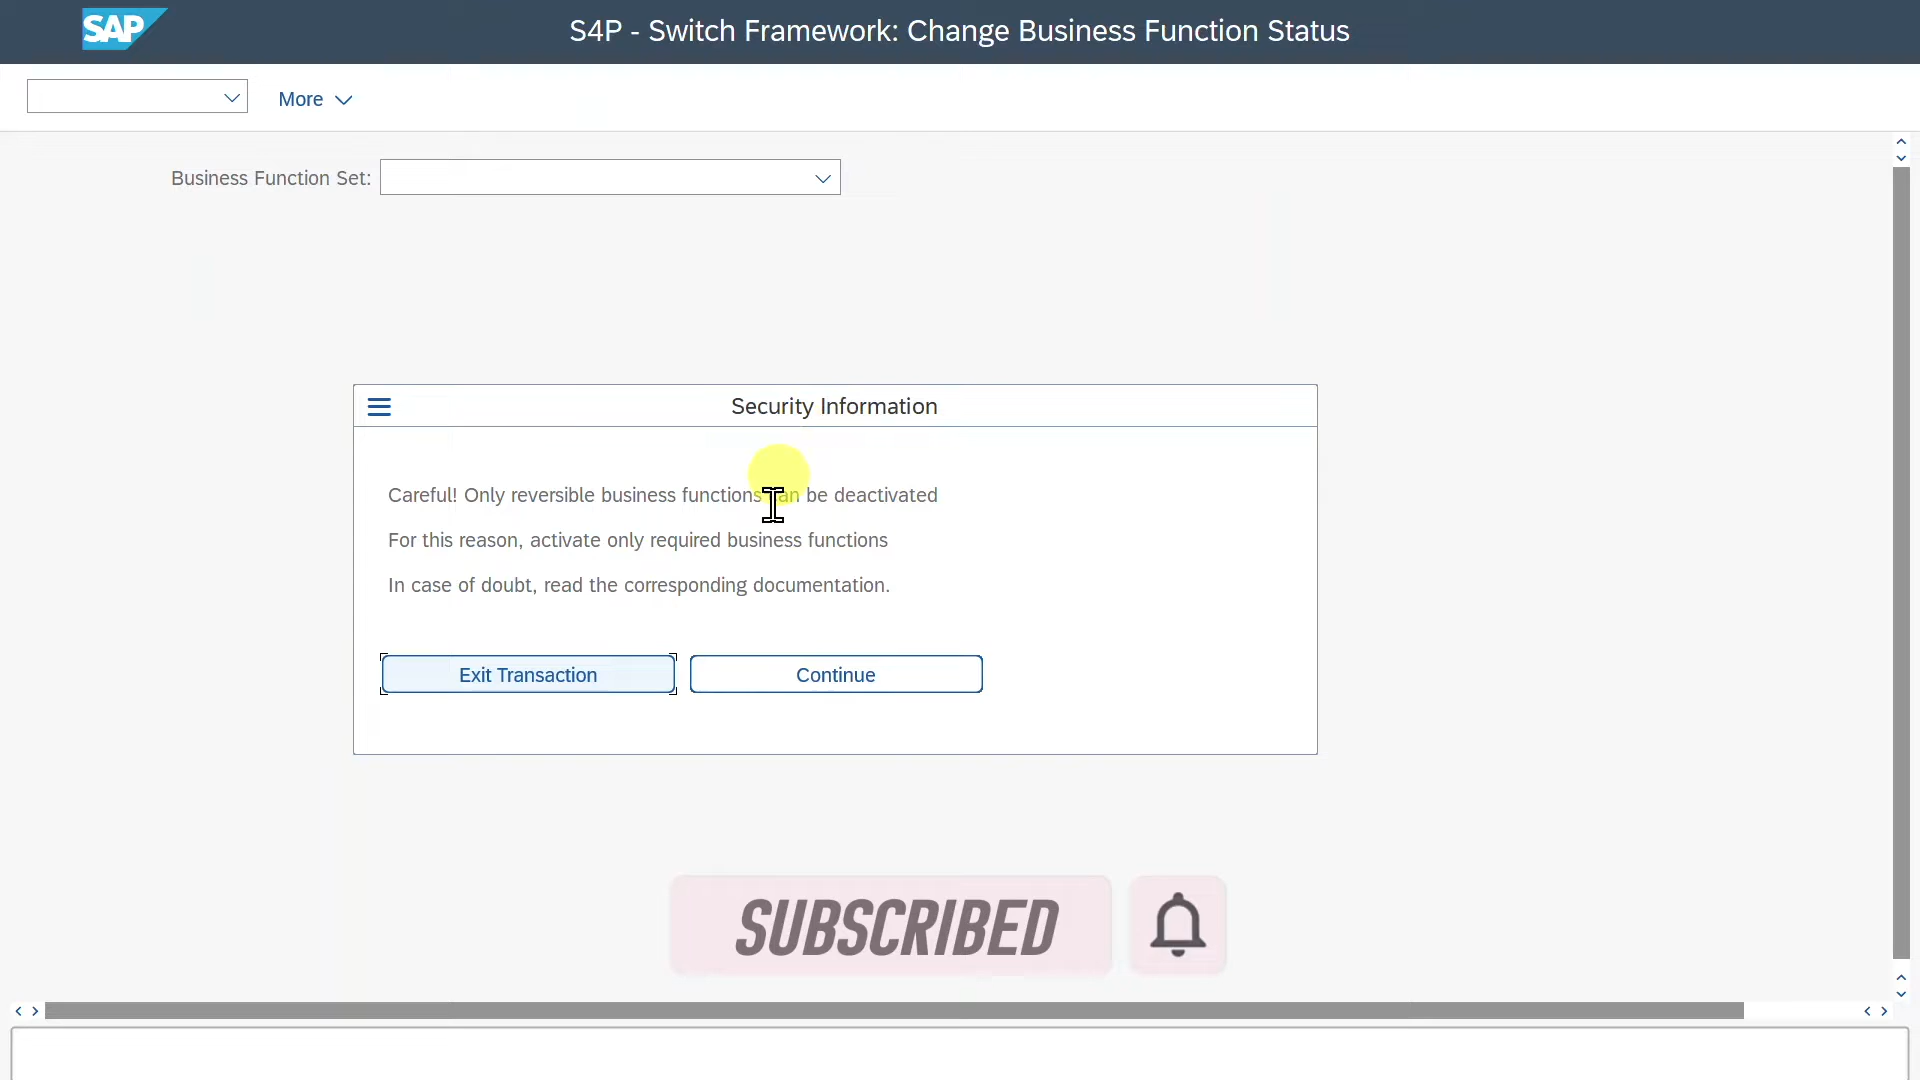 SAP
S4P - Switch Framework: Change Business Function Status
More
Business Function Set:
Security Information
Careful! Only reversible business functions can be deactivated
For this reason, activate only required business functions
In case of doubt, read the corresponding documentation.
Exit Transaction
Continue
SUBSCRIBED